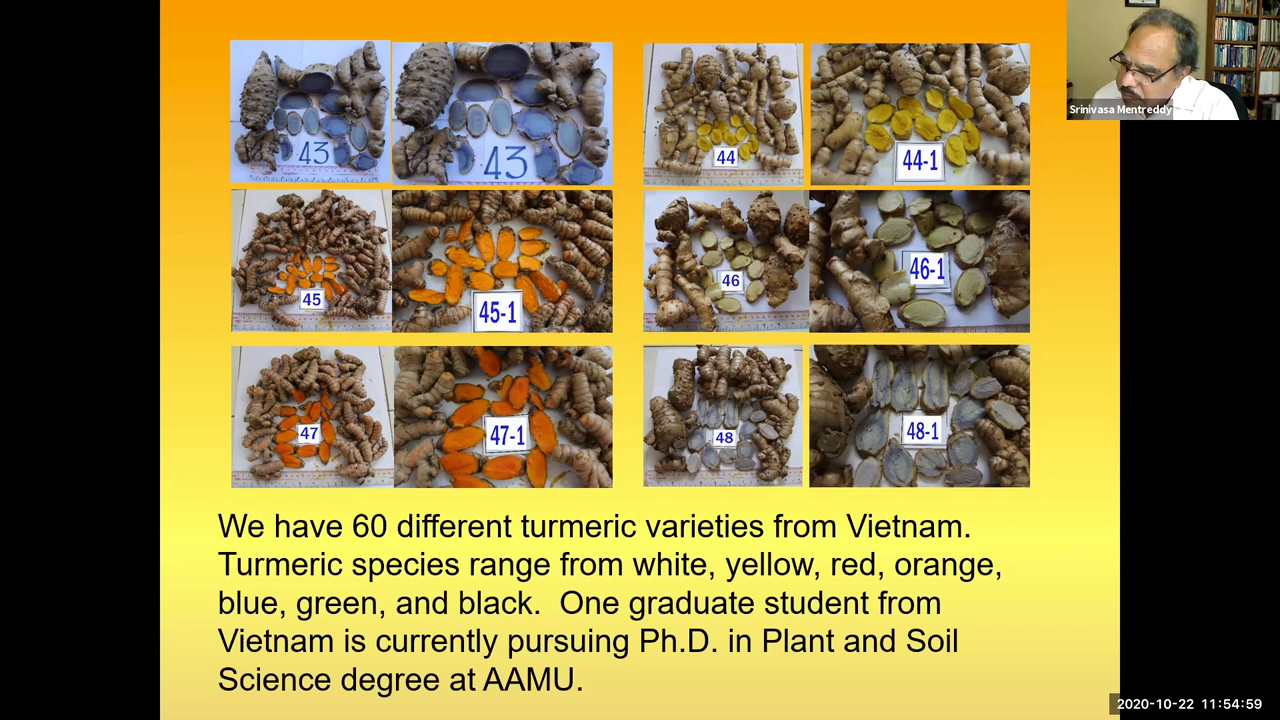 Srinivasa Mentreddy
43
43
44
44-1
45
45-1
46
46-1
47
47-1
48
48-1
We have 60 different turmeric varieties from Vietnam.
Turmeric species range from white, yellow, red, orange,
blue, green, and black. One graduate student from
Vietnam is currently pursuing Ph.D. in Plant and Soil
Science degree at AAMU.
2020-10-22 11:54:59